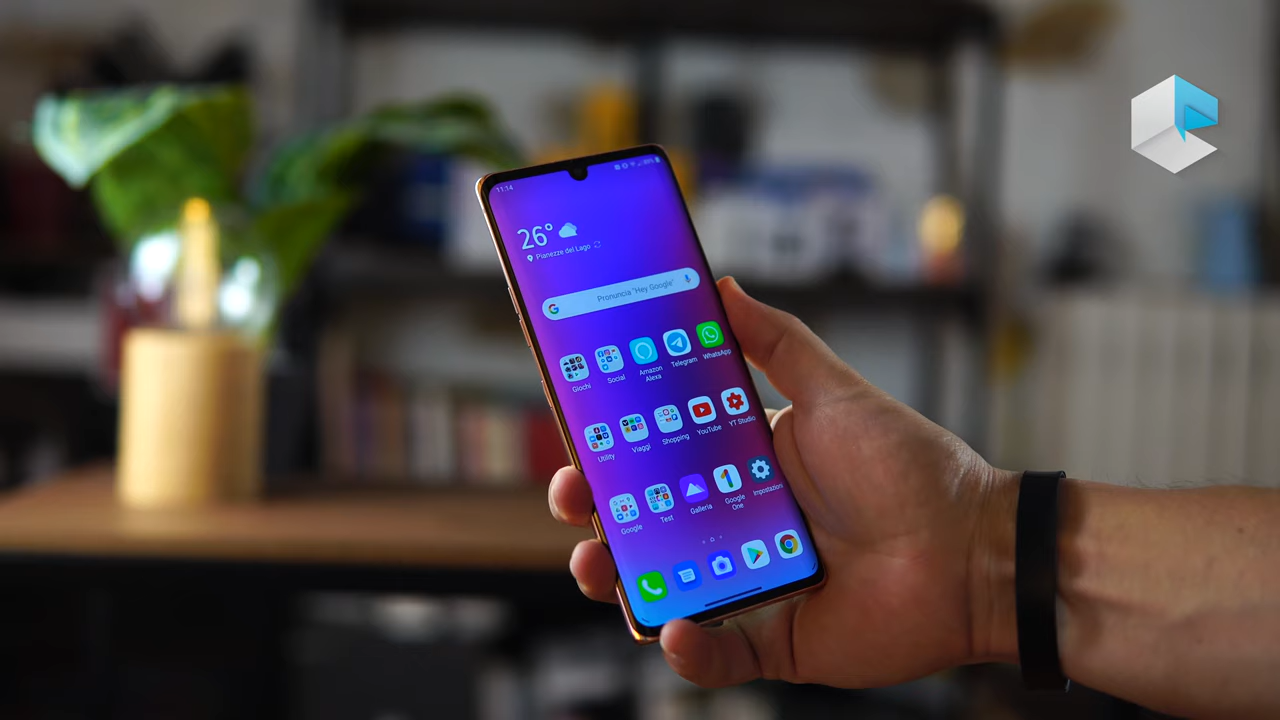 11:14
26°
Pianezze del Lago
Pronuncia "Hey Google"
Giochi
Social
Amazon
Alexa
Telegram
WhatsApp
Utility
Viaggi
Shopping
YouTube
YT Studio
Google
Test
Galleria
Google
One
Impostazioni